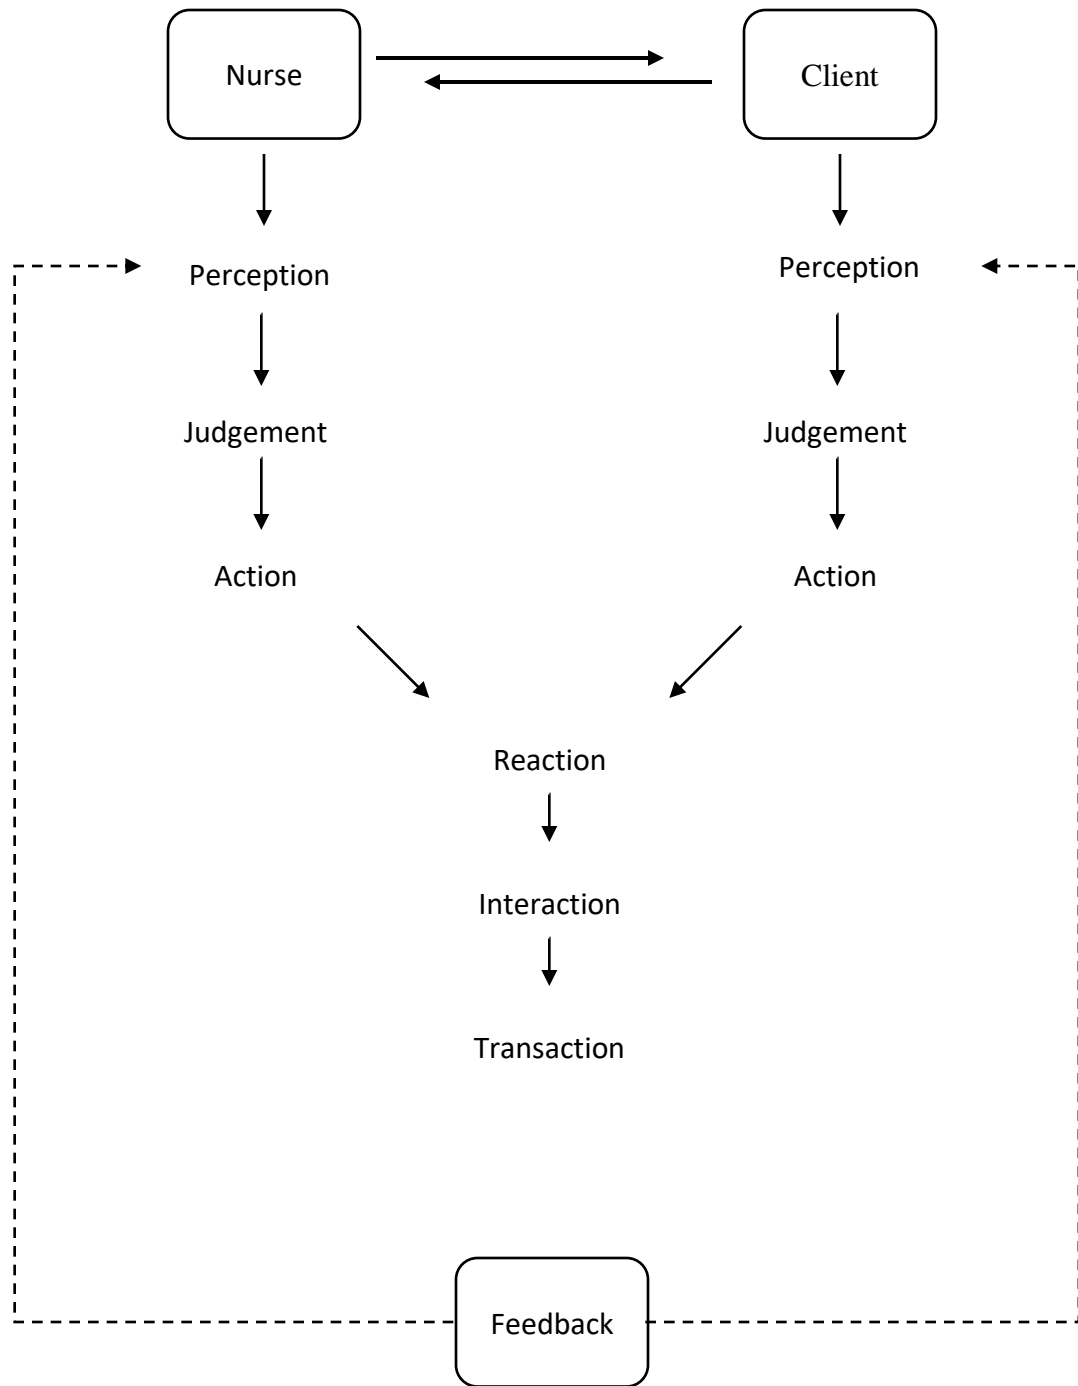 Nurse
Client
Perception
Perception
Judgement
Judgement
Action
Action
Reaction
Interaction
Transaction
Feedback